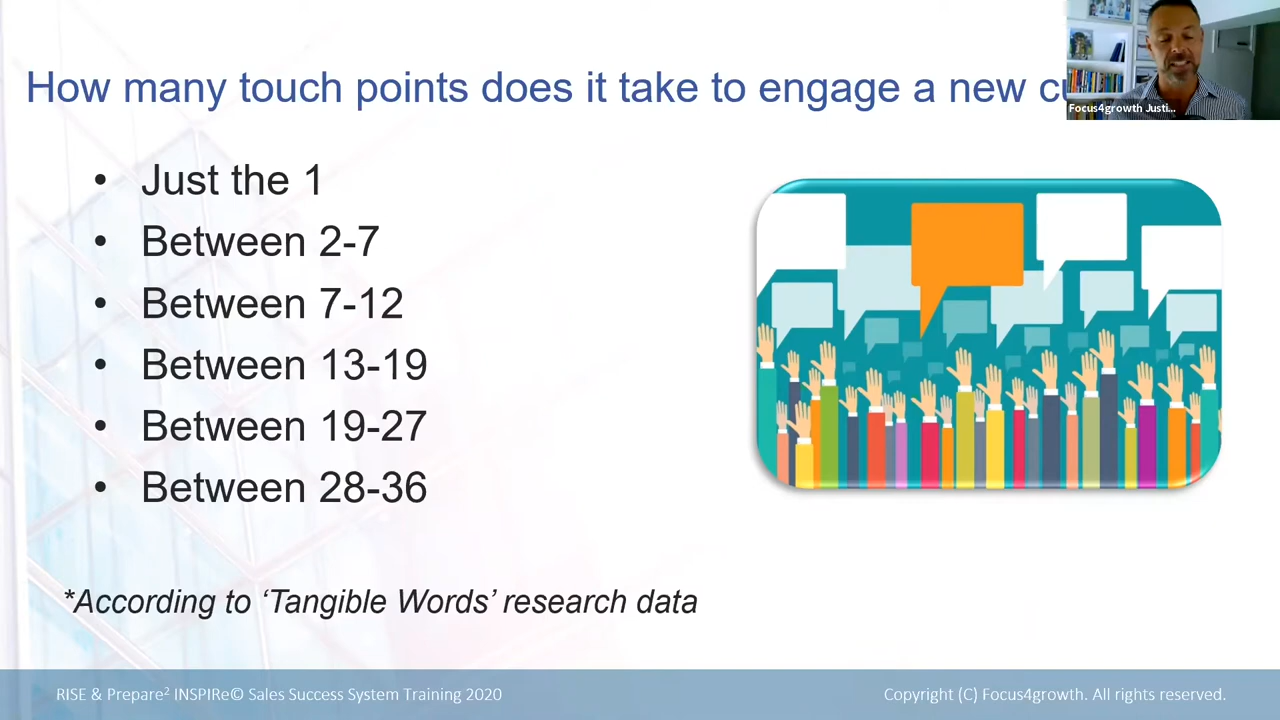 How many touch points does it take to engage a new
Focus4growth Justi...
• Just the 1
• Between 2-7
• Between 7-12
• Between 13-19
• Between 19-27
• Between 28-36
*According to ‘Tangible Words’ research data
RISE & Prepare² INSPIRe© Sales Success System Training 2020
Copyright (C) Focus4growth. All rights reserved.